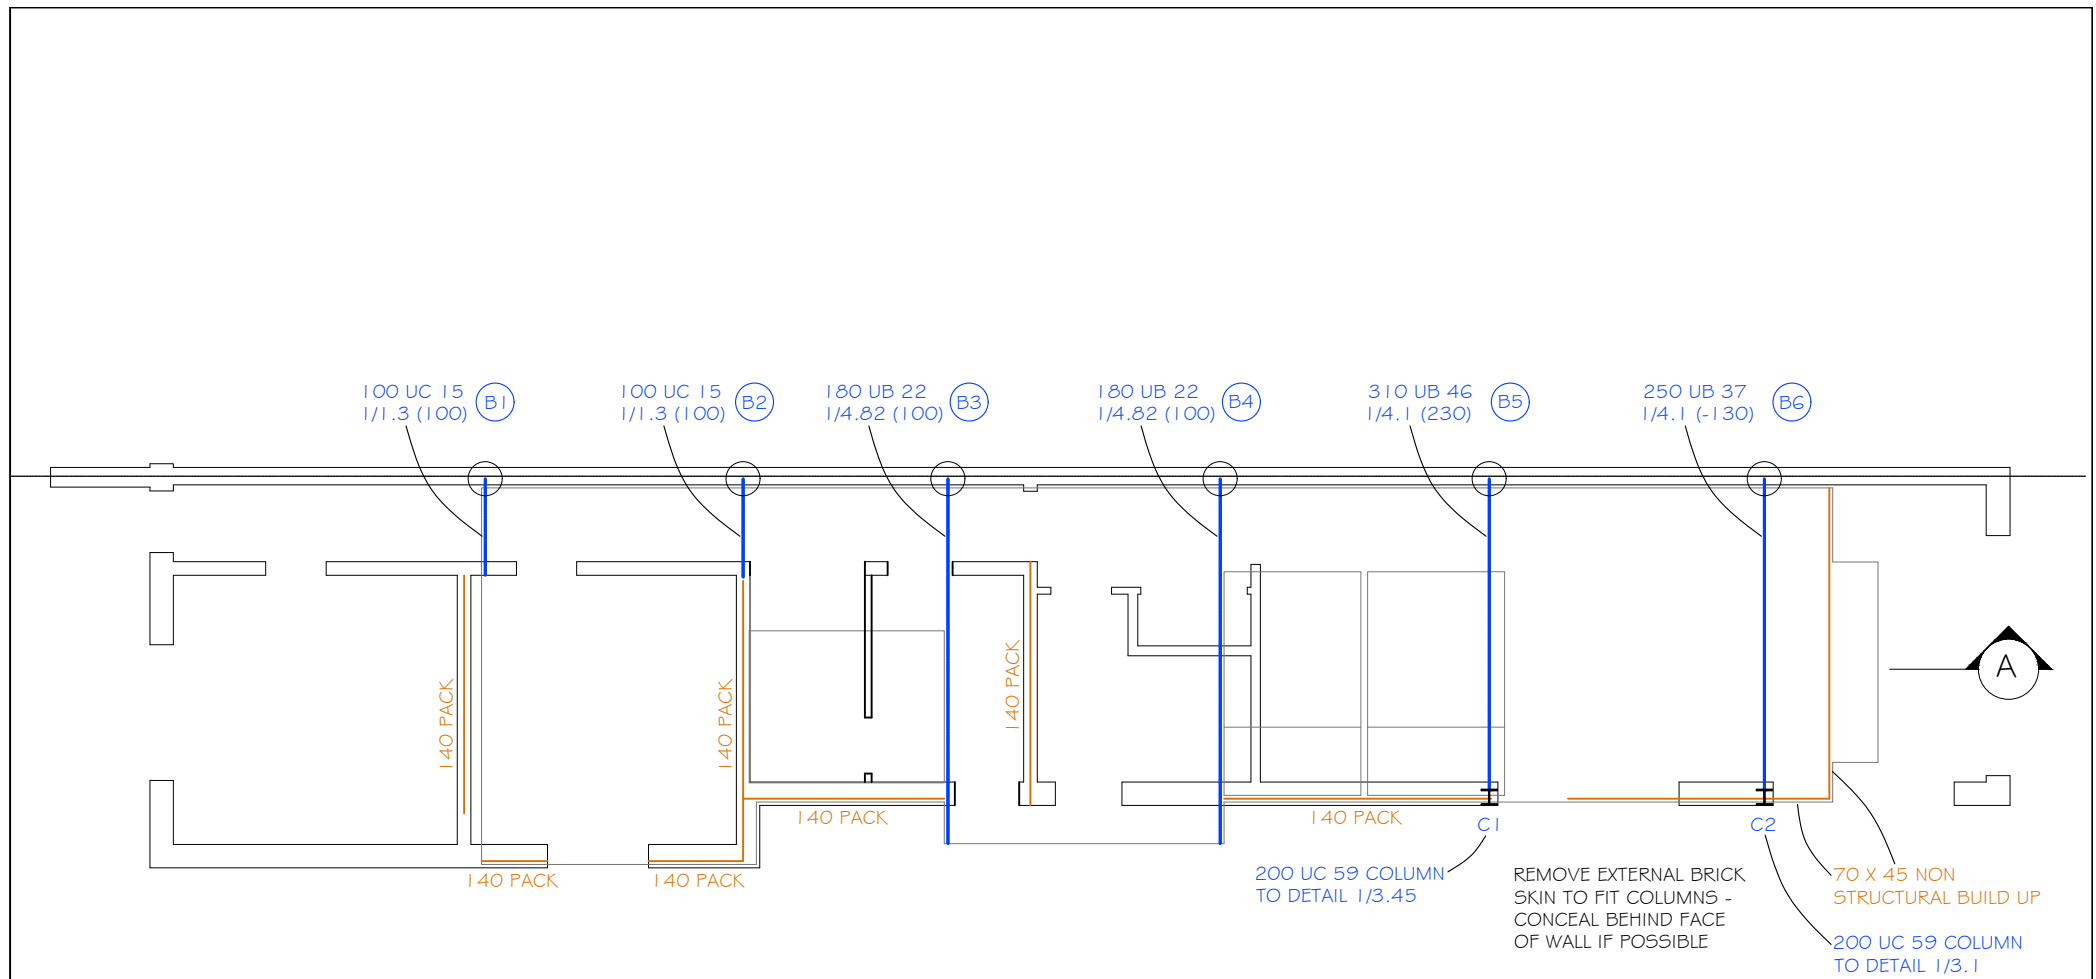 100 UC 15
1/1.3 (100)
B1
100 UC 15
1/1.3 (100)
B2
180 UB 22
1/4.82 (100)
B3
180 UB 22
1/4.82 (100)
B4
310 UB 46
1/4.1 (230)
B5
250 UB 37
1/4.1 (-130)
B6
140 PACK
140 PACK
140 PACK
A
140 PACK
140 PACK
C1
C2
140 PACK
140 PACK
200 UC 59 COLUMN
TO DETAIL 1/3.45
REMOVE EXTERNAL BRICK
SKIN TO FIT COLUMNS -
CONCEAL BEHIND FACE
OF WALL IF POSSIBLE
70 X 45 NON
STRUCTURAL BUILD UP
200 UC 59 COLUMN
TO DETAIL 1/3.1